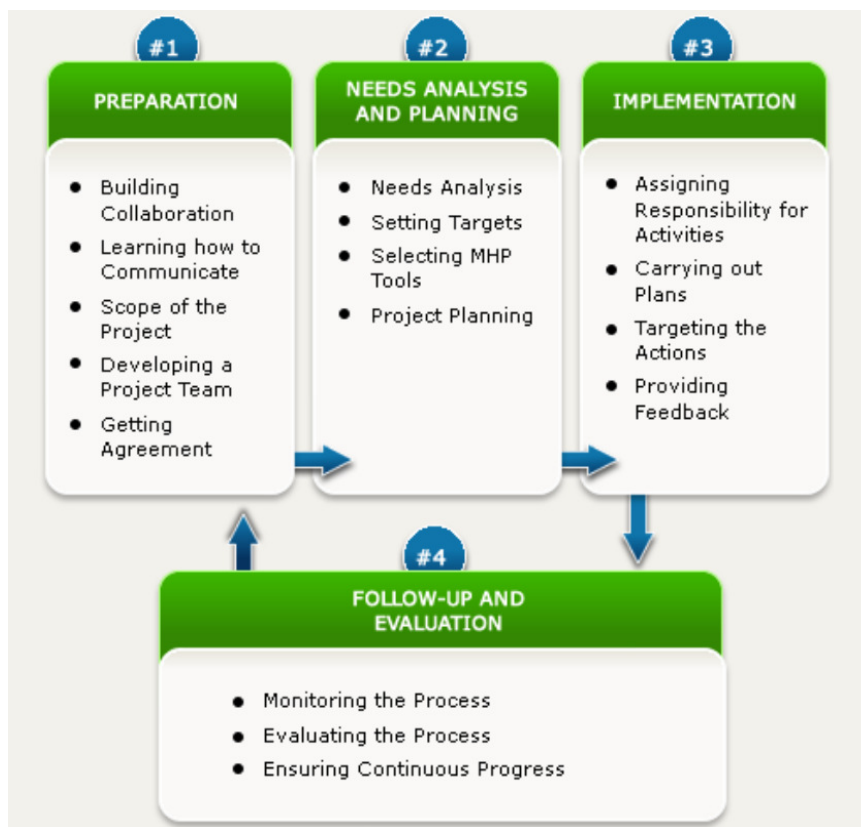 #1
PREPARATION
Building
Collaboration
Learning how to
Communicate
Scope of the
Project
Developing a
Project Team
Getting
Agreement
#2
NEEDS ANALYSIS
AND PLANNING
Needs Analysis
Setting Targets
Selecting MHP
Tools
Project Planning
#3
IMPLEMENTATION
Assigning
Responsibility for
Activities
Carrying out
Plans
Targeting the
Actions
Providing
Feedback
#4
FOLLOW-UP AND
EVALUATION
Monitoring the Process
Evaluating the Process
Ensuring Continuous Progress